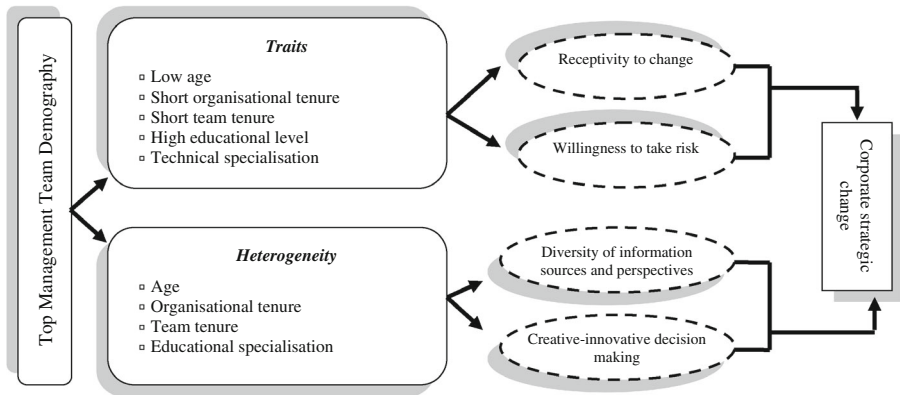 Top Management Team Demography
Traits
▫ Low age
▫ Short organisational tenure
▫ Short team tenure
▫ High educational level
▫ Technical specialisation
Heterogeneity
▫ Age
▫ Organisational tenure
▫ Team tenure
▫ Educational specialisation
Receptivity to change
Willingness to take risk
Diversity of information
sources and perspectives
Creative-innovative decision
making
Corporate strategic
change